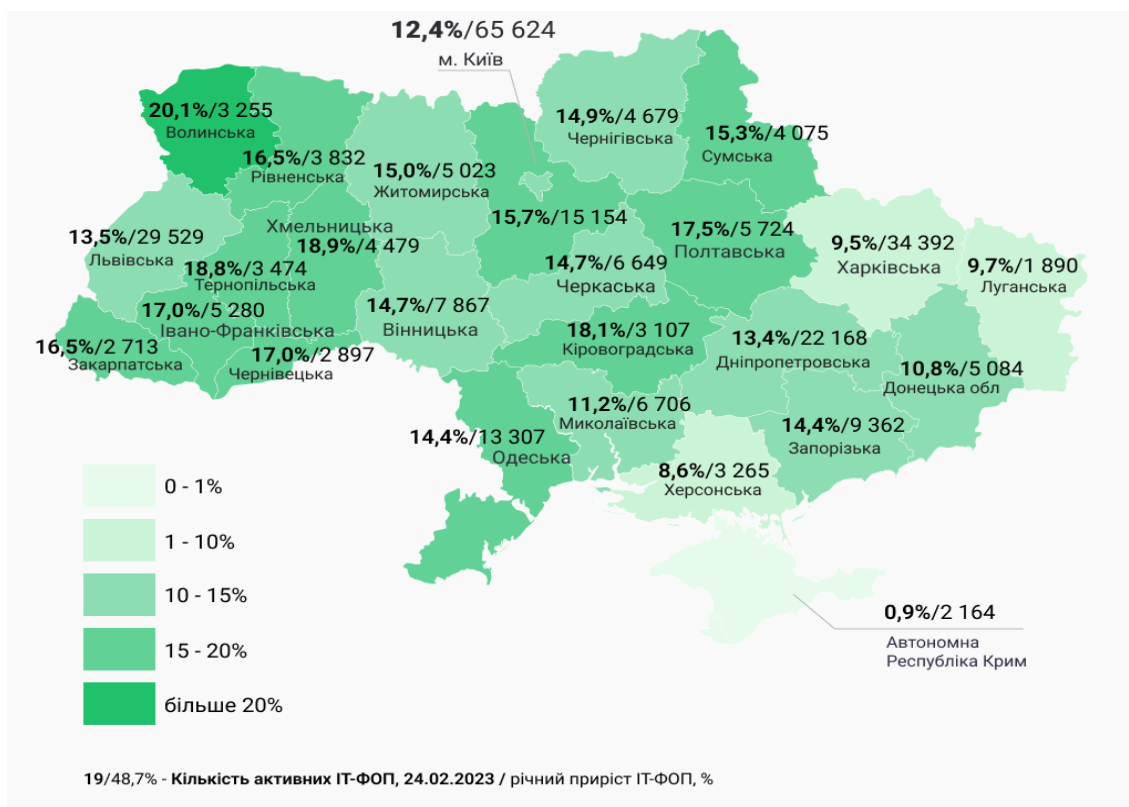 12,4%/65 624
м. Київ
20,1%/3 255
Волинська
14,9%/4 679
Чернігівська
15,3%/4 075
Сумська
16,5%/3 832
Рівненська
15,0%/5 023
Житомирська
15,7%/15 154
17,5%/5 724
Полтавська
Хмельницька
18,9%/4 479
13,5%/29 529
Львівська
18,8%/3 474
Тернопільська
14,7%/6 649
Черкаська
9,5%/34 392
Харківська
9,7%/1 890
Луганська
17,0%/5 280
Івано-Франківська
14,7%/7 867
Вінницька
18,1%/3 107
Кіровоградська
13,4%/22 168
Дніпропетровська
16,5%/2 713
Закарпатська
17,0%/2 897
Чернівецька
10,8%/5 084
Донецька обл
11,2%/6 706
Миколаївська
14,4%/9 362
Запорізька
14,4%/13 307
Одеська
8,6%/3 265
Херсонська
0 - 1%
1 - 10%
10 - 15%
15 - 20%
більше 20%
0,9%/2 164
Автономна
Республіка Крим
19/48,7% - Кількість активних ІТ-ФОП, 24.02.2023 / річний приріст ІТ-ФОП, %